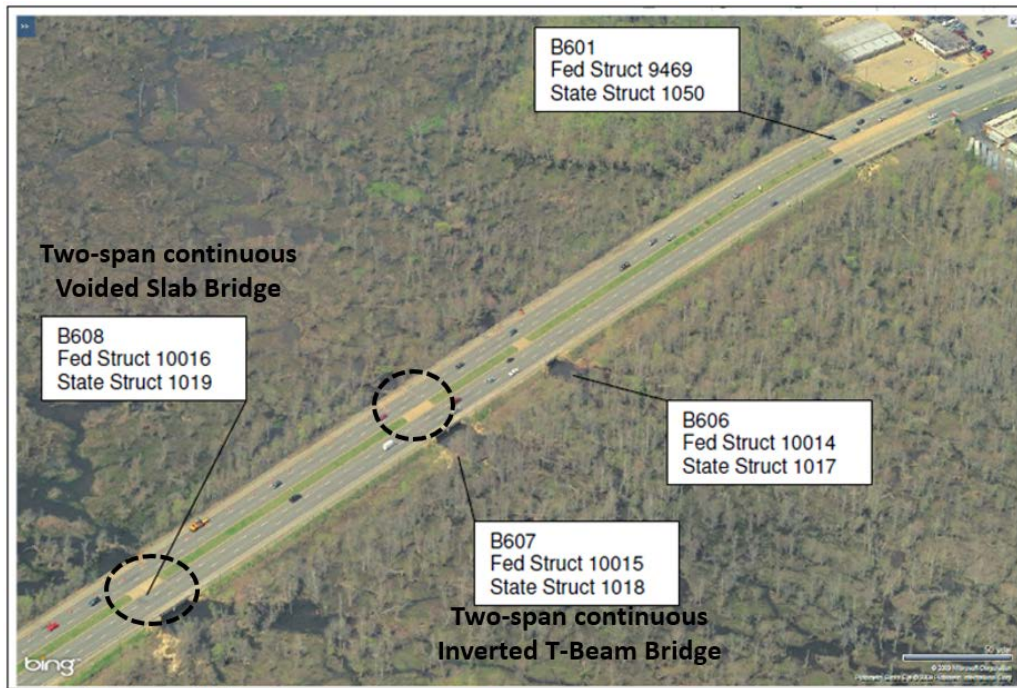 B601
Fed Struct 9469
State Struct 1050
Two-span continuous
Voided Slab Bridge
B608
Fed Struct 10016
State Struct 1019
B606
Fed Struct 10014
State Struct 1017
B607
Fed Struct 10015
State Struct 1018
Two-span continuous
Inverted T-Beam Bridge
bing